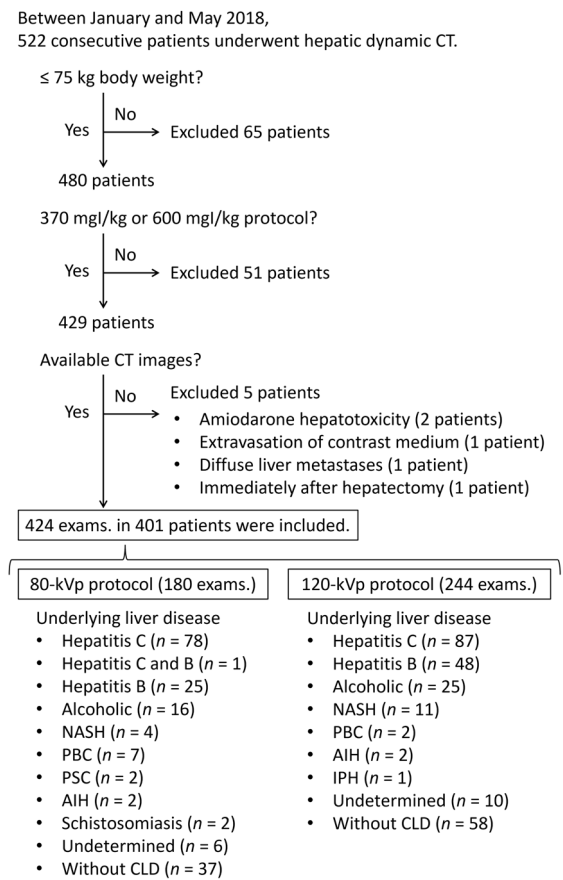 Between January and May 2018,
522 consecutive patients underwent hepatic dynamic CT.
≤ 75 kg body weight?
No
Yes
Excluded 65 patients
480 patients
370 mgI/kg or 600 mgI/kg protocol?
No
Yes
Excluded 51 patients
429 patients
Available CT images?
No
Yes
Excluded 5 patients
• Amiodarone hepatotoxicity (2 patients)
• Extravasation of contrast medium (1 patient)
• Diffuse liver metastases (1 patient)
• Immediately after hepatectomy (1 patient)
424 exams. in 401 patients were included.
80-kVp protocol (180 exams.)
Underlying liver disease
• Hepatitis C (n = 78)
• Hepatitis C and B (n = 1)
• Hepatitis B (n = 25)
• Alcoholic (n = 16)
• NASH (n = 4)
• PBC (n = 7)
• PSC (n = 2)
• AIH (n = 2)
• Schistosomiasis (n = 2)
• Undetermined (n = 6)
• Without CLD (n = 37)
120-kVp protocol (244 exams.)
Underlying liver disease
• Hepatitis C (n = 87)
• Hepatitis B (n = 48)
• Alcoholic (n = 25)
• NASH (n = 11)
• PBC (n = 2)
• AIH (n = 2)
• IPH (n = 1)
• Undetermined (n = 10)
• Without CLD (n = 58)